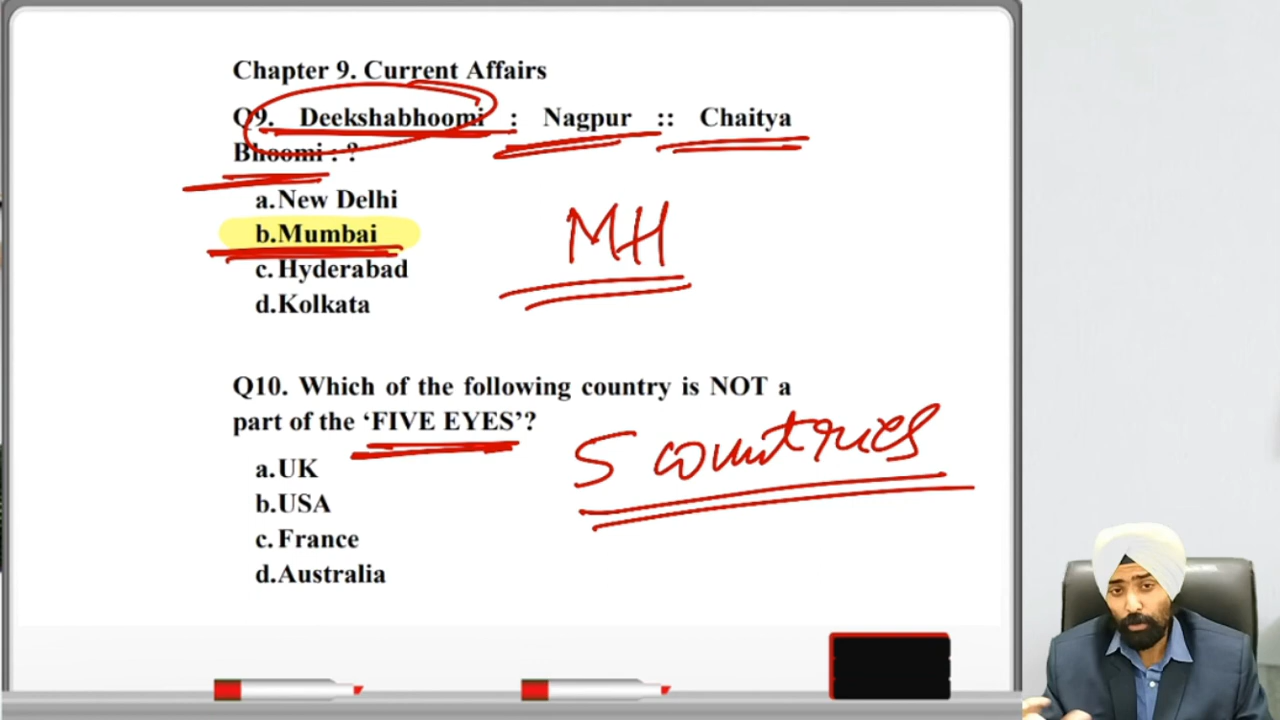 Chapter 9. Current Affairs
Q9. Deekshabhoomi : Nagpur :: Chaitya
Bhoomi : ?
a. New Delhi
b. Mumbai
c. Hyderabad
d. Kolkata
MH
Q10. Which of the following country is NOT a
part of the ‘FIVE EYES’?
5 countries
a. UK
b. USA
c. France
d. Australia